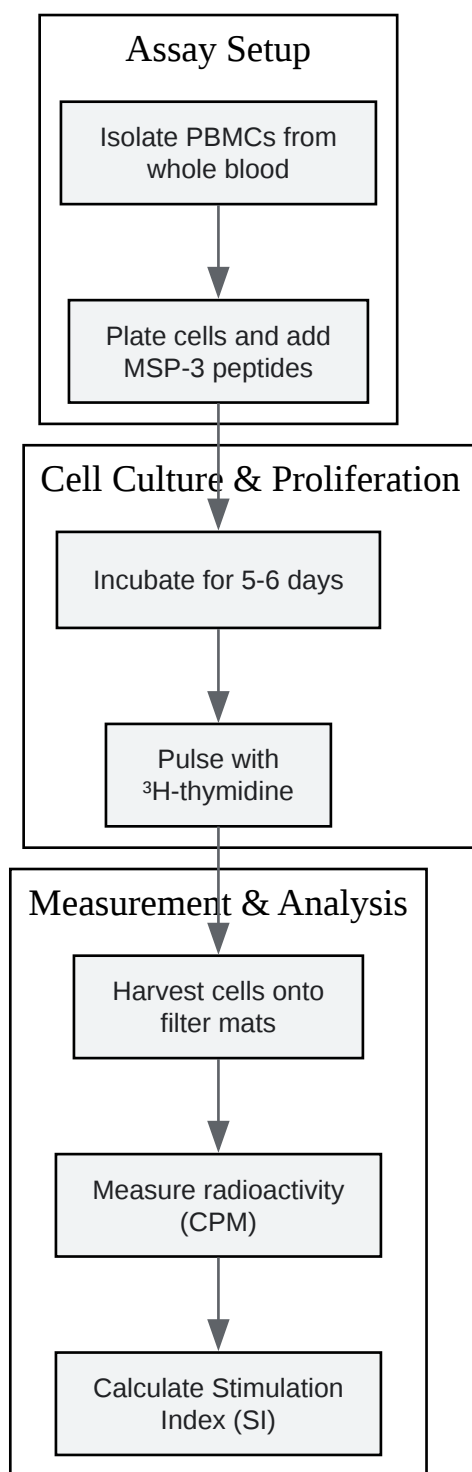 Assay Setup
Isolate PBMCs from
whole blood
Plate cells and add
MSP-3 peptides
Cell Culture & Proliferation
Incubate for 5-6 days
Pulse with
³H-thymidine
Measurement & Analysis
Harvest cells onto
filter mats
Measure radioactivity
(CPM)
Calculate Stimulation
Index (SI)